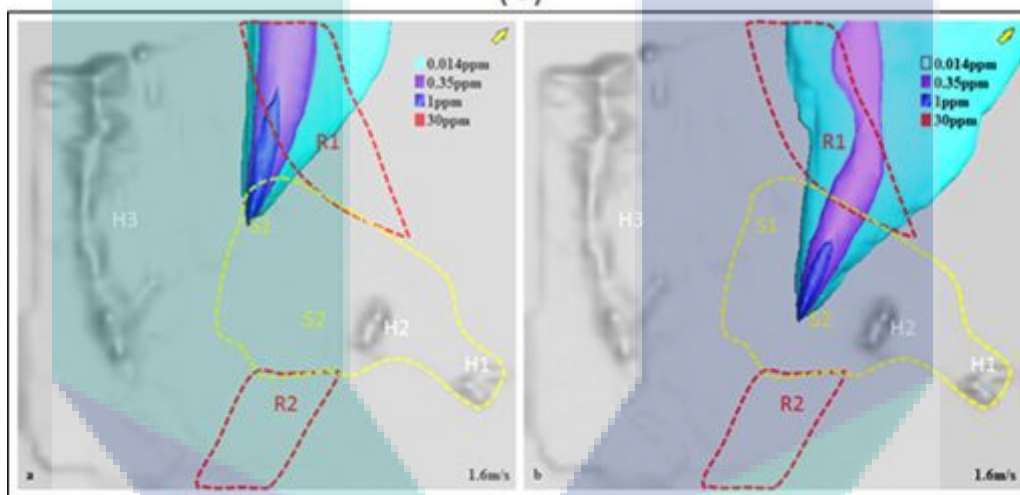 0.014ppm
0.35ppm
1ppm
30ppm
R1
H3
S1
S2
H2
H1
R2
a
1.6m/s
0.014ppm
0.35ppm
1ppm
30ppm
R1
H3
S1
S2
H2
H1
R2
b
1.6m/s